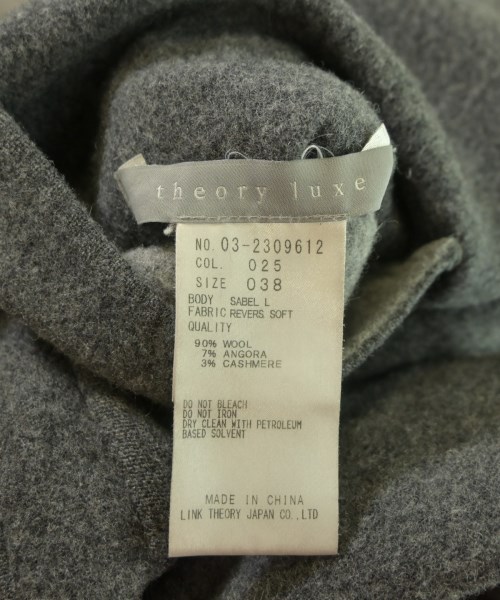 theory luxe
NO. 03-2309612
COL. 025
SIZE 038
BODY SABEL L
FABRIC REVERS SOFT
QUALITY
90% WOOL
7% ANGORA
3% CASHMERE
DO NOT BLEACH
DO NOT IRON
DRY CLEAN WITH PETROLEUM
BASED SOLVENT
MADE IN CHINA
LINK THEORY JAPAN CO.,LTD